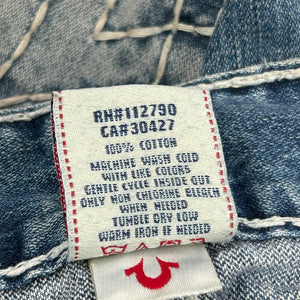 RN#112790
CA#30427
100% COTTON
MACHINE WASH COLD
WITH LIKE COLORS
GENTLE CYCLE INSIDE OUT
ONLY NON-CHLORINE BLEACH
WHEN NEEDED
TUMBLE DRY LOW
WARM IRON IF NEEDED